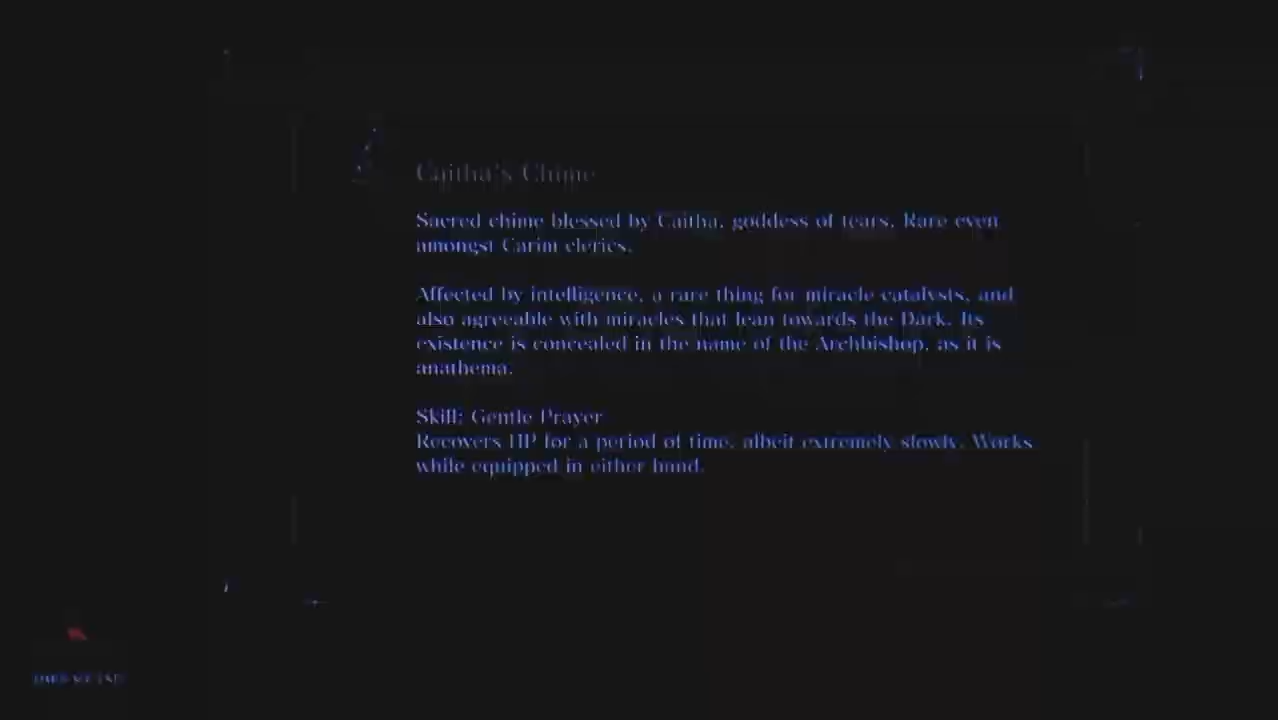 Caitha's Chime
Sacred chime blessed by Caitha, goddess of tears. Rare even
amongst Carim clerics.
Affected by intelligence, a rare thing for miracle catalysts, and
also agreeable with miracles that lean towards the Dark. Its
existence is concealed in the name of the Archbishop, as it is
anathema.
Skill: Gentle Prayer
Recovers HP for a period of time, albeit extremely slowly. Works
while equipped in either hand.